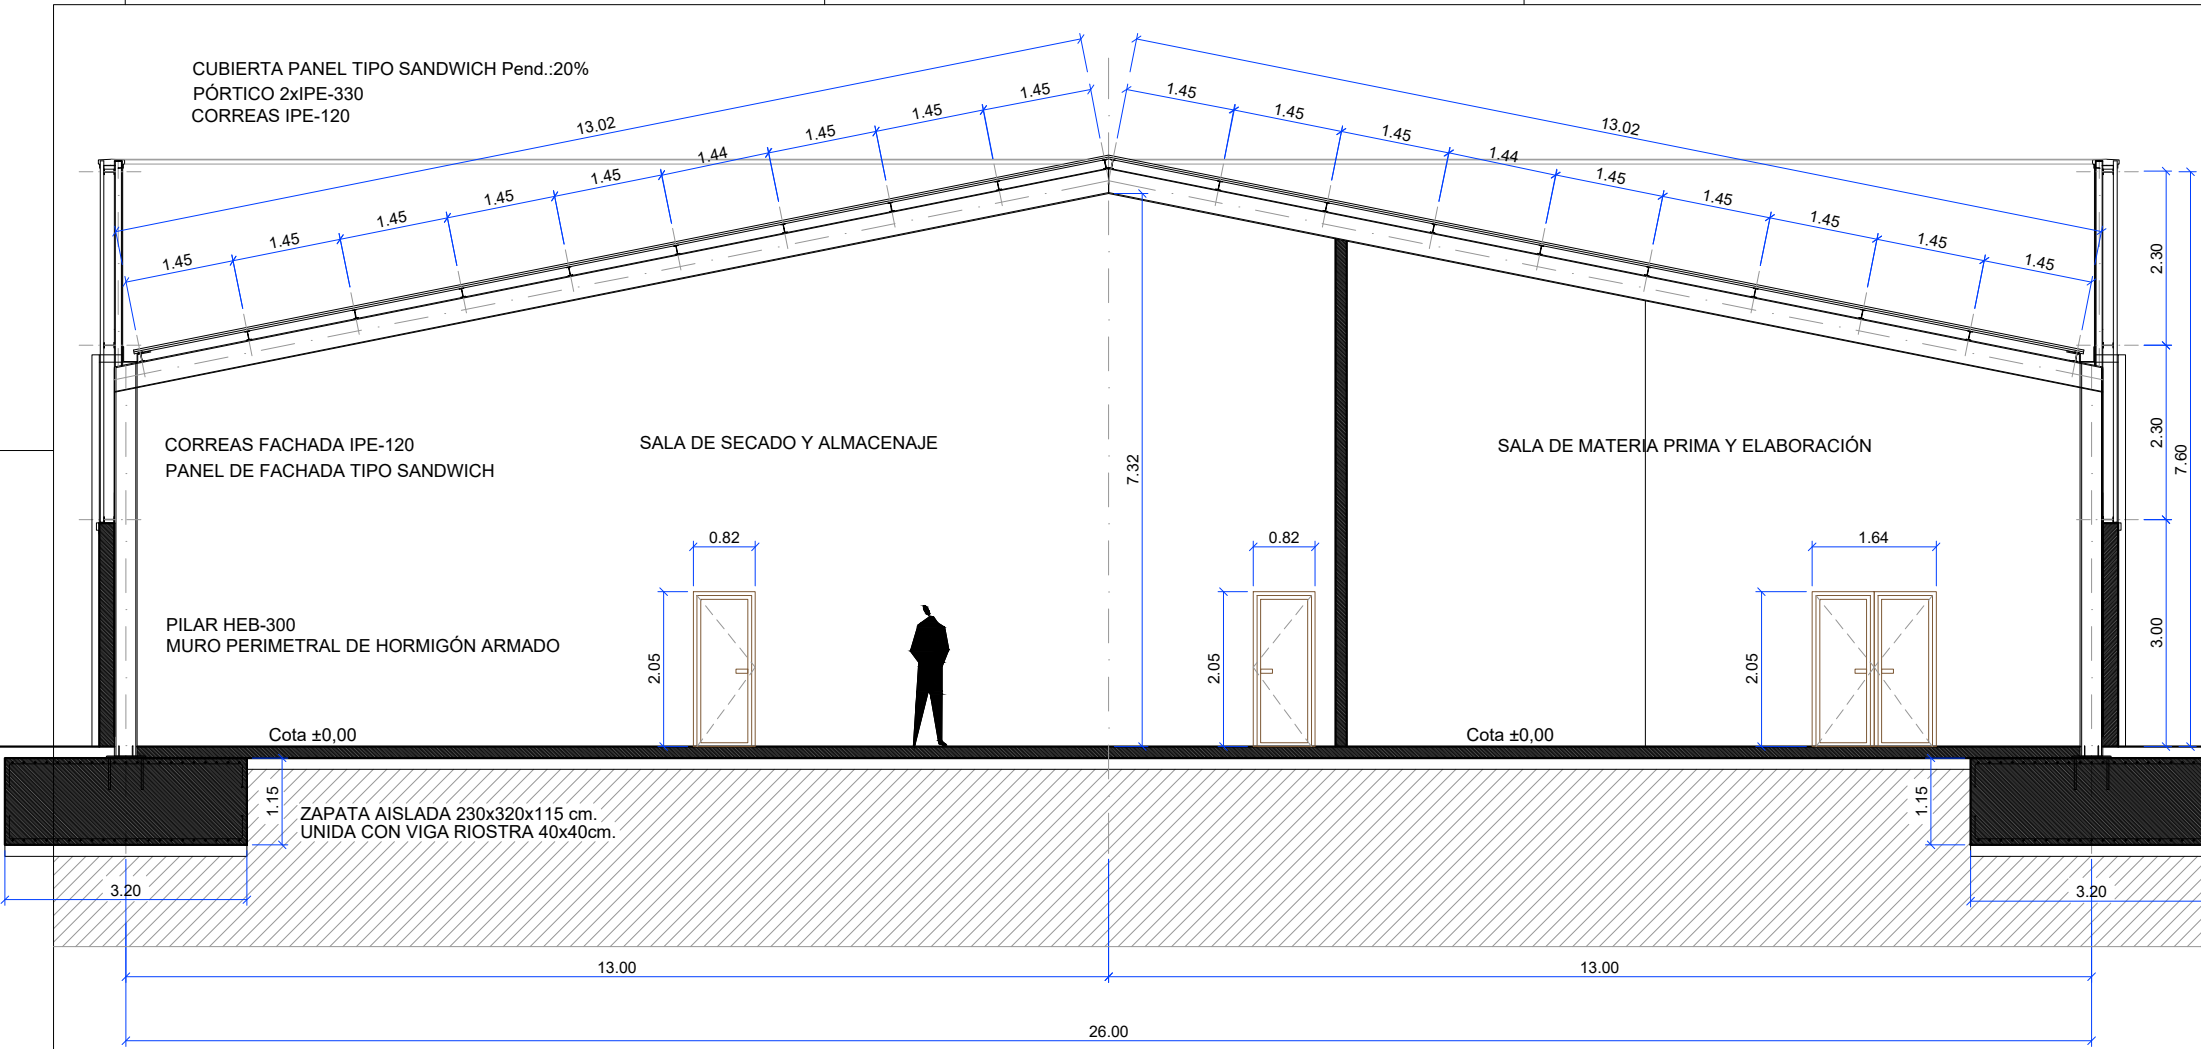 CUBIERTA PANEL TIPO SANDWICH Pend.:20%
PÓRTICO 2xIPE-330
CORREAS IPE-120
13.02
1.45
1.45
1.45
1.45
1.45
1.44
1.45
1.45
1.45
13.02
1.45
1.45
1.45
1.44
1.45
1.45
1.45
1.45
1.45
2.30
2.30
7.60
3.00
CORREAS FACHADA IPE-120
PANEL DE FACHADA TIPO SANDWICH
SALA DE SECADO Y ALMACENAJE
SALA DE MATERIA PRIMA Y ELABORACIÓN
7.32
0.82
0.82
1.64
PILAR HEB-300
MURO PERIMETRAL DE HORMIGÓN ARMADO
2.05
2.05
2.05
Cota ±0,00
Cota ±0,00
1.15
ZAPATA AISLADA 230x320x115 cm.
UNIDA CON VIGA RIOSTRA 40x40cm.
1.15
3.20
3.20
13.00
13.00
26.00